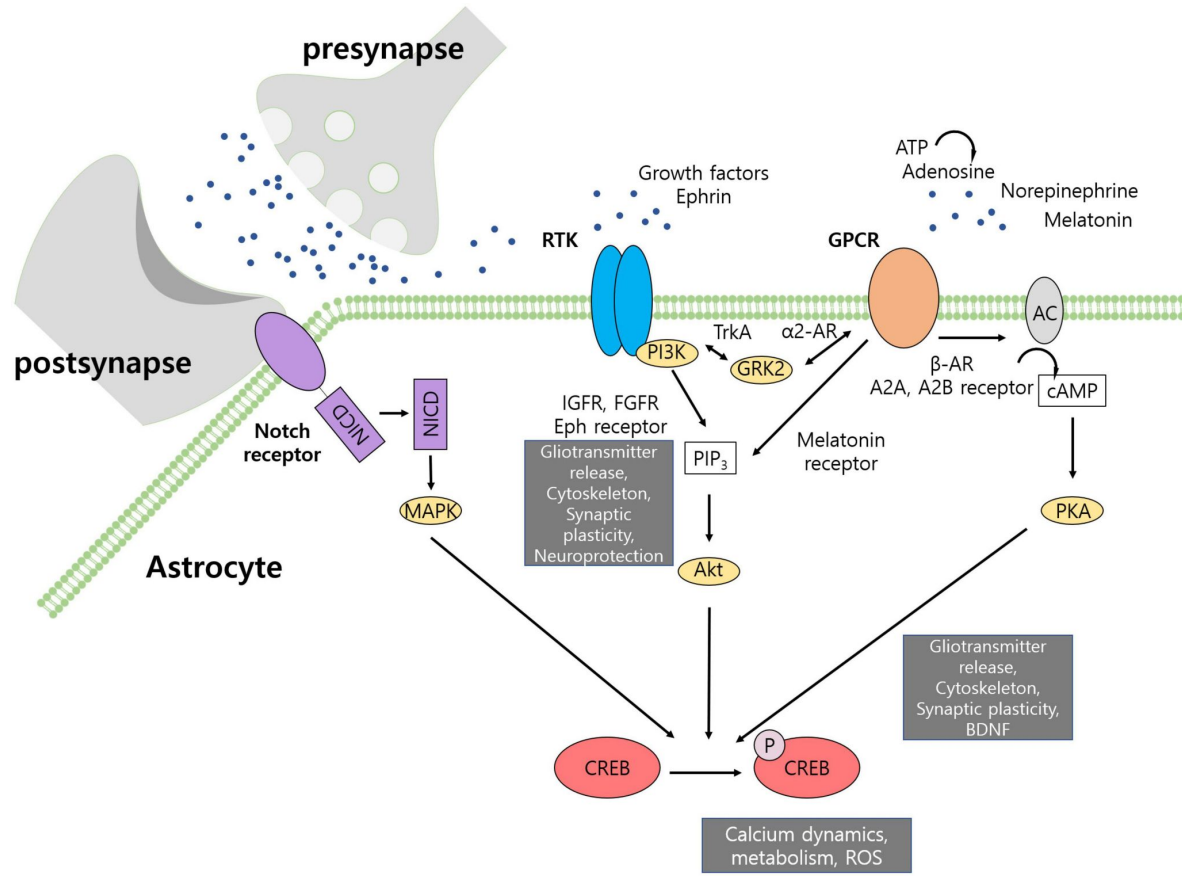 presynapse
postsynapse
ATP
Adenosine
Norepinephrine
Melatonin
Growth factors
Ephrin
RTK
GPCR
AC
TrkA
α2-AR
PI3K
GRK2
β-AR
A2A, A2B receptor
cAMP
NICD
NICD
Notch
receptor
IGFR, FGFR
Eph receptor
Gliotransmitter
release,
Cytoskeleton,
Synaptic
plasticity,
Neuroprotection
PIP₃
Melatonin
receptor
MAPK
PKA
Astrocyte
Akt
Gliotransmitter
release,
Cytoskeleton,
Synaptic plasticity,
BDNF
CREB
P
CREB
Calcium dynamics,
metabolism, ROS